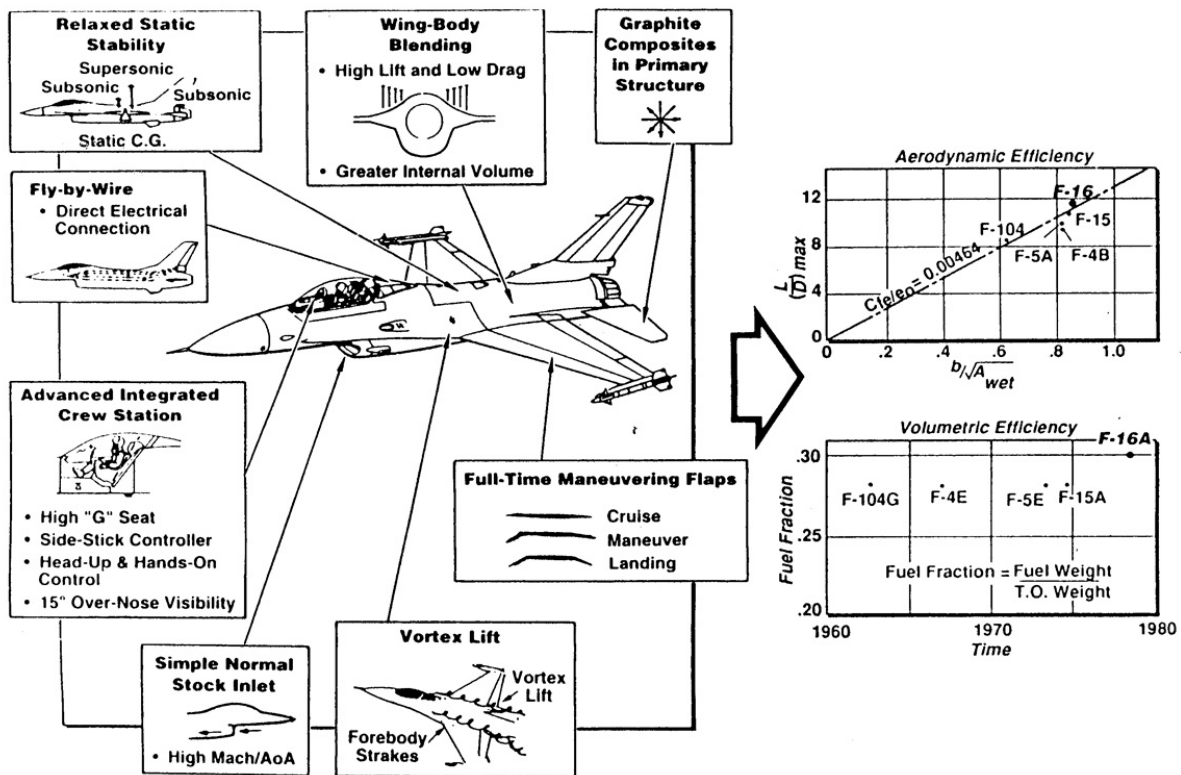 Relaxed Static
Stability
Supersonic
Subsonic
Subsonic
Static C.G.
Wing-Body
Blending
• High Lift and Low Drag
• Greater Internal Volume
Graphite
Composites
in Primary
Structure
Fly-by-Wire
• Direct Electrical
Connection
Advanced Integrated
Crew Station
• High "G" Seat
• Side-Stick Controller
• Head-Up & Hands-On
Control
• 15° Over-Nose Visibility
Simple Normal
Stock Inlet
• High Mach/AoA
Vortex Lift
Vortex
Lift
Forebody
Strakes
Full-Time Maneuvering Flaps
Cruise
Maneuver
Landing
Aerodynamic Efficiency
12
8
4
0
(L/D) max
F-16
F-15
F-104
F-5A
F-4B
Cfe/eo = 0.00464
0 .2 .4 .6 .8 1.0
b/√Awet
Volumetric Efficiency
F-16A
.30
.25
.20
Fuel Fraction
F-104G
F-4E
F-5E
F-15A
Fuel Fraction = Fuel Weight
T.O. Weight
1960 1970 1980
Time